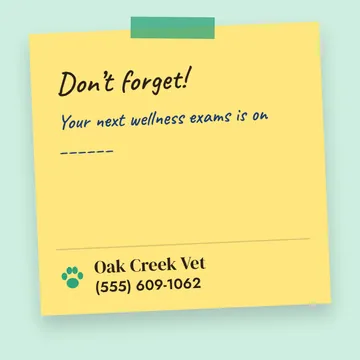 Don't forget!
Your next wellness exams is on
______
Oak Creek Vet
(555) 609-1062